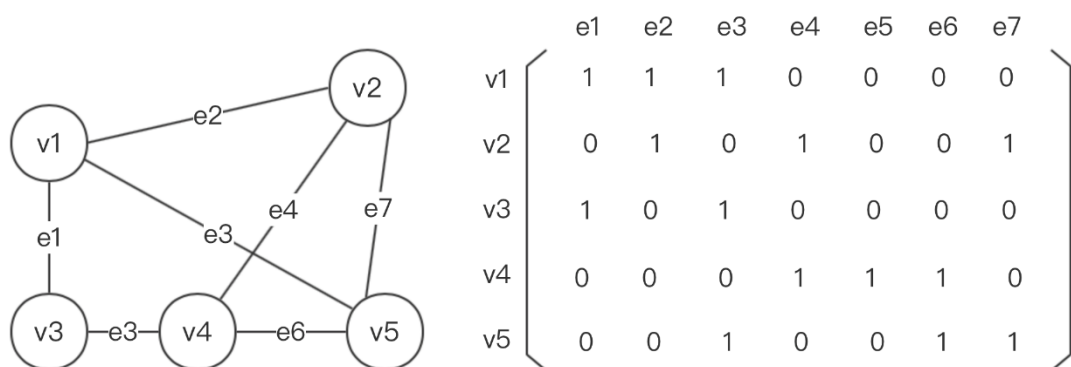 v2
e2
v1
e4
e7
e3
e1
v3
e3
v4
e6
v5
e1 e2 e3 e4 e5 e6 e7
v1 1 1 1 0 0 0 0
v2 0 1 0 1 0 0 1
v3 1 0 1 0 0 0 0
v4 0 0 0 1 1 1 0
v5 0 0 1 0 0 1 1